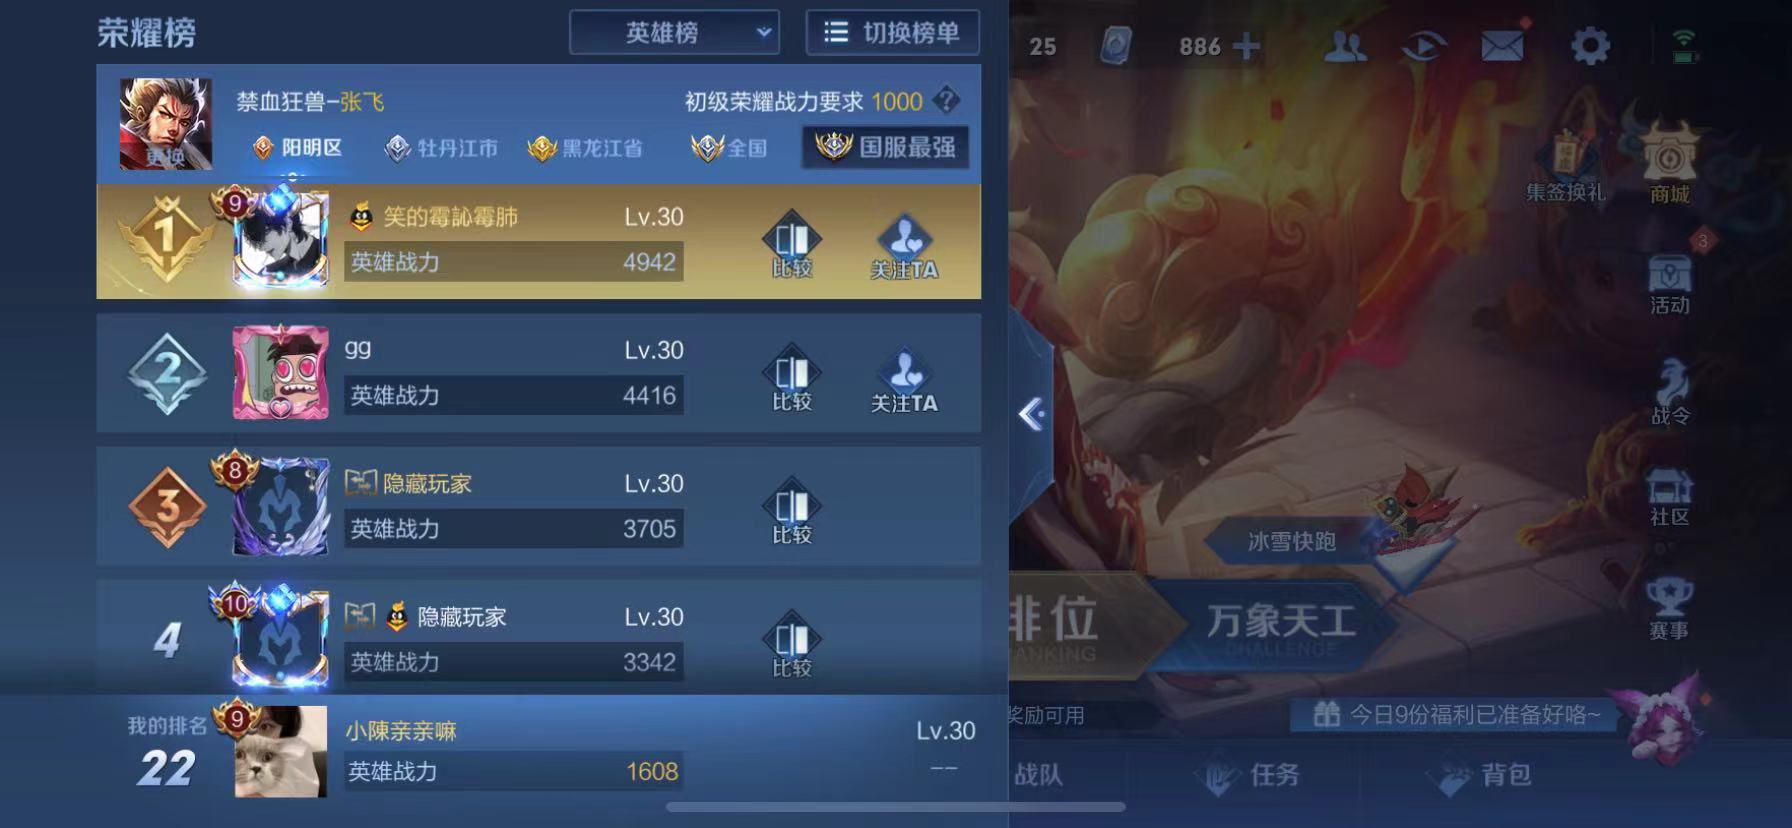 荣耀榜
英雄榜
切换榜单
禁血狂兽-张飞
初级荣耀战力要求 1000 ?
更换
阳明区
牡丹江市
黑龙江省
全国
国服最强
1
9
笑的霉訫霉肺
Lv.30
英雄战力
4942
比较
关注TA
2
gg
Lv.30
英雄战力
4416
比较
关注TA
3
8
隐藏玩家
Lv.30
英雄战力
3705
比较
4
10
隐藏玩家
Lv.30
英雄战力
3342
比较
我的排名
22
9
小陳亲亲嘛
Lv.30
英雄战力
1608
--
25
886
集签换礼
商城
3
活动
战令
社区
赛事
冰雪快跑
排位
RANKING
万象天工
CHALLENGE
奖励可用
今日9份福利已准备好咯~
战队
任务
背包